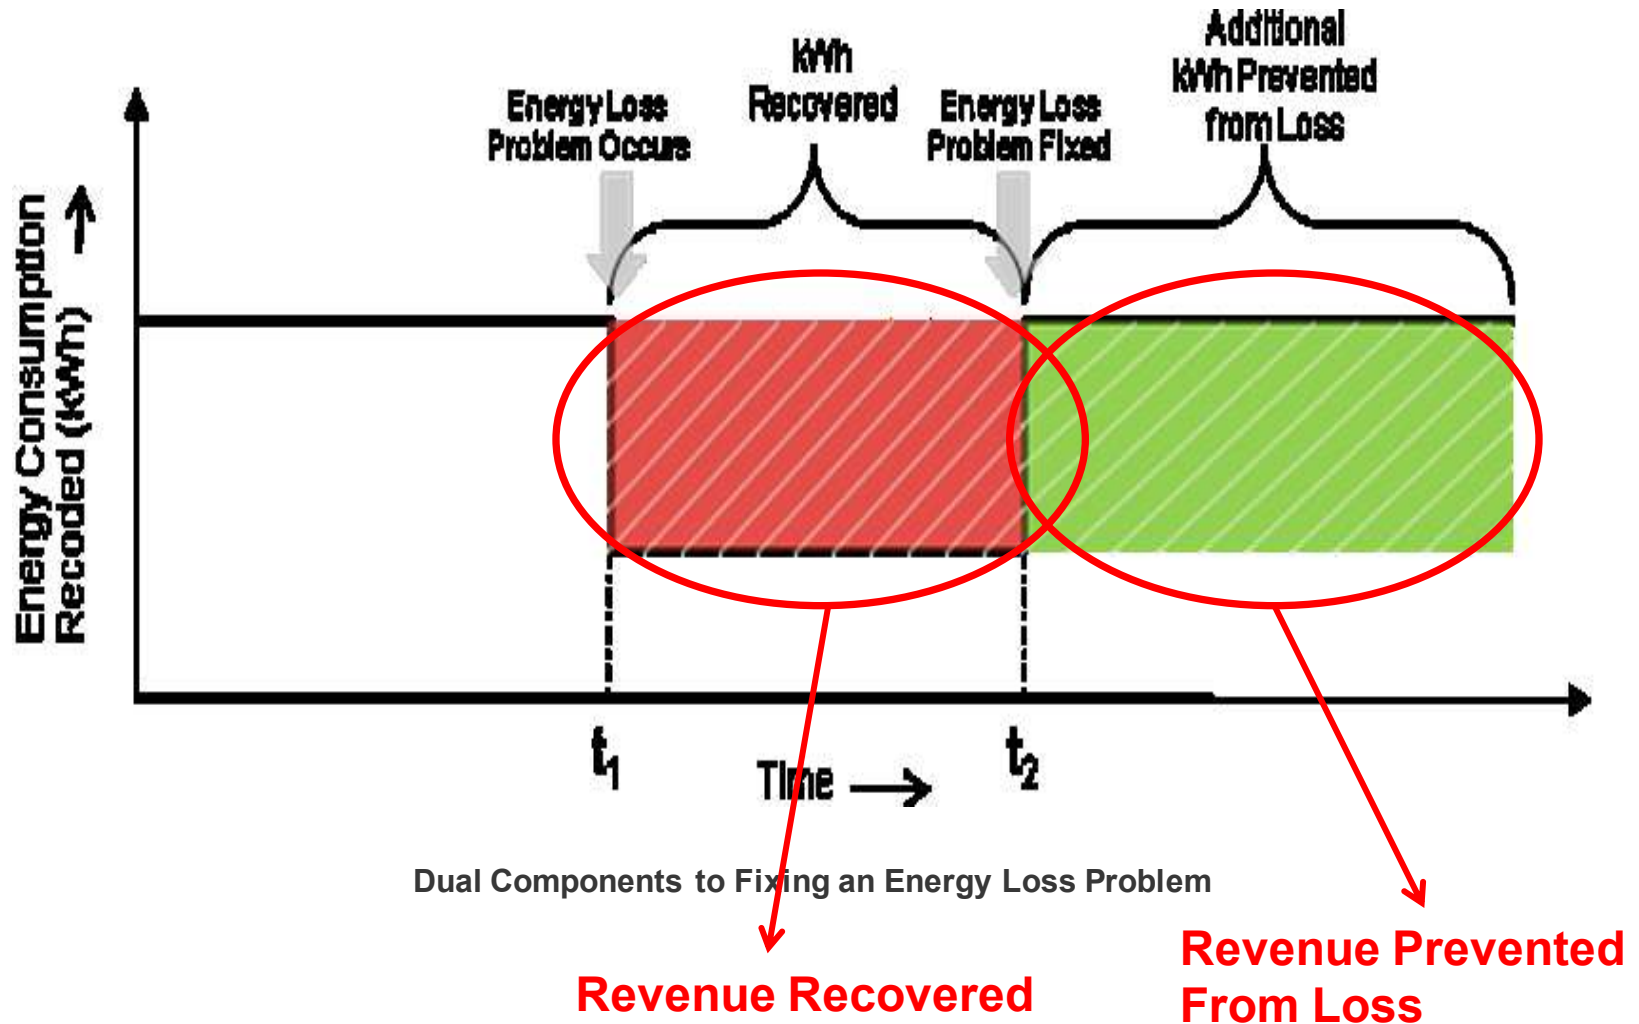 Additional
kWh Prevented
from Loss
kWh
Recovered
Energy Loss
Problem Occurs
Energy Loss
Problem Fixed
Energy Consumption
Recoded (kWh)
t1
t2
Time
Dual Components to Fixing an Energy Loss Problem
Revenue Recovered
Revenue Prevented
From Loss